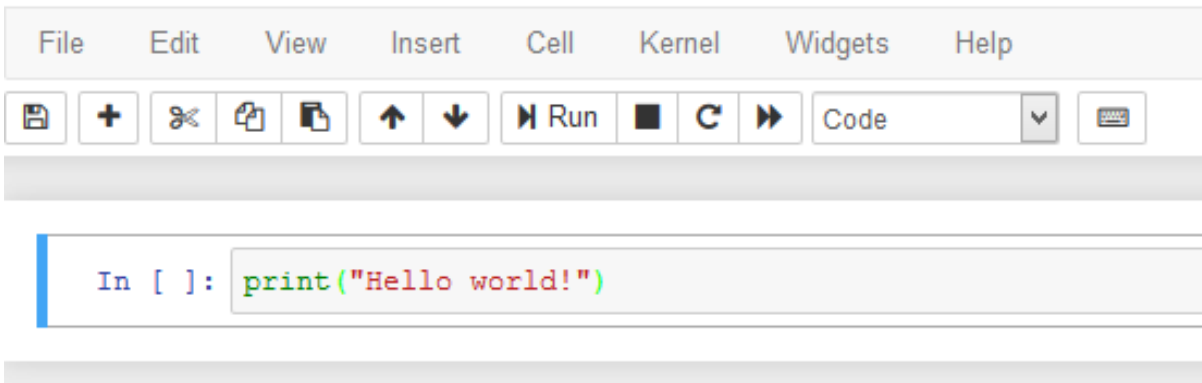 File Edit View Insert Cell Kernel Widgets Help
Run Code
In [ ]: print("Hello world!")